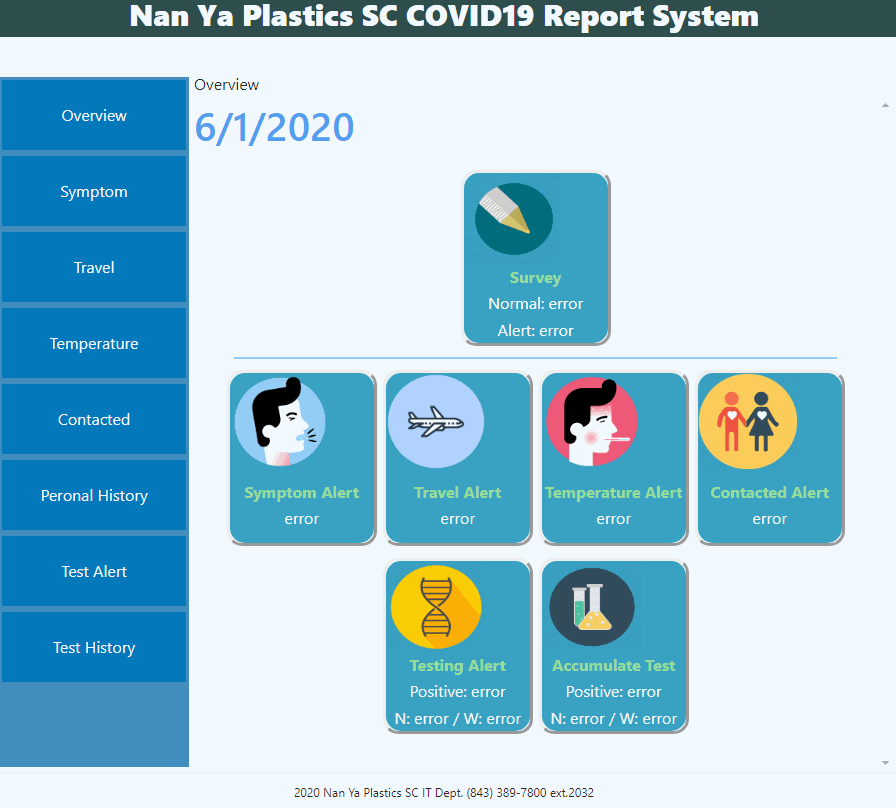 Nan Ya Plastics SC COVID19 Report System
Overview
Symptom
Travel
Temperature
Contacted
Peronal History
Test Alert
Test History
Overview
6/1/2020
Survey
Normal: error
Alert: error
Symptom Alert
error
Travel Alert
error
Temperature Alert
error
Contacted Alert
error
Testing Alert
Positive: error
N: error / W: error
Accumulate Test
Positive: error
N: error / W: error
2020 Nan Ya Plastics SC IT Dept. (843) 389-7800 ext.2032